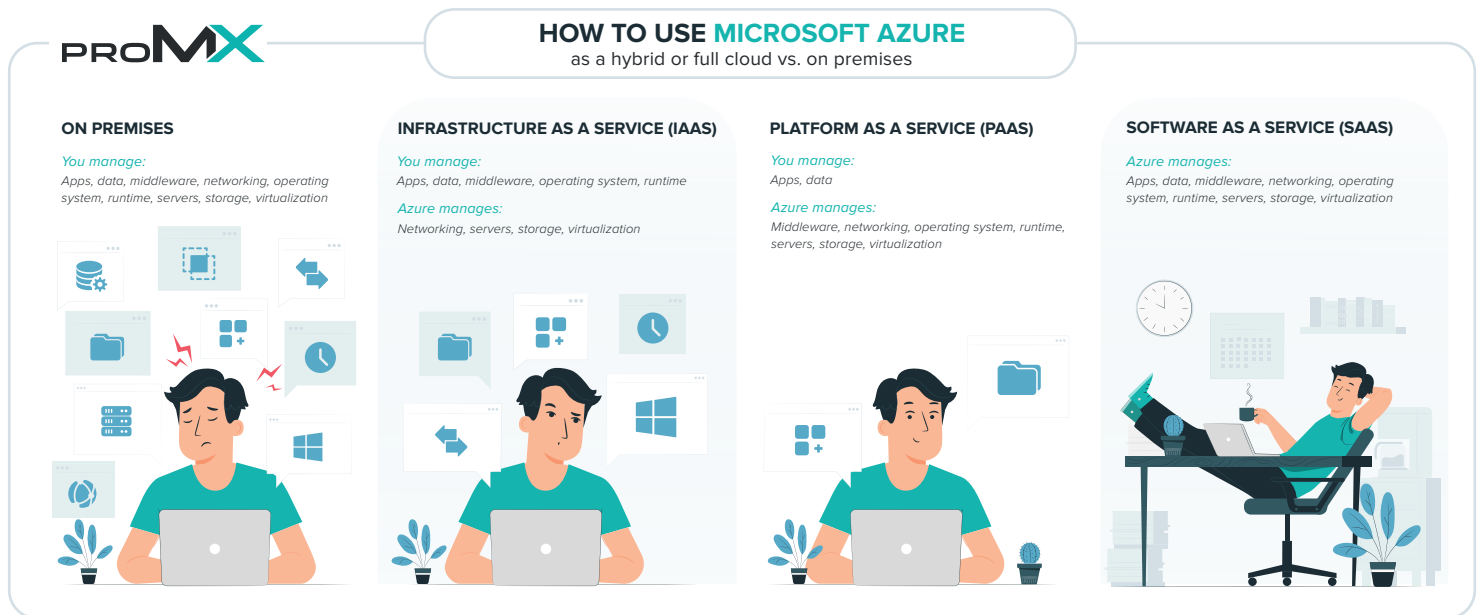 PROMX
HOW TO USE MICROSOFT AZURE
as a hybrid or full cloud vs. on premises
ON PREMISES
You manage:
Apps, data, middleware, networking, operating
system, runtime, servers, storage, virtualization
INFRASTRUCTURE AS A SERVICE (IAAS)
You manage:
Apps, data, middleware, operating system, runtime
Azure manages:
Networking, servers, storage, virtualization
PLATFORM AS A SERVICE (PAAS)
You manage:
Apps, data
Azure manages:
Middleware, networking, operating system, runtime,
servers, storage, virtualization
SOFTWARE AS A SERVICE (SAAS)
Azure manages:
Apps, data, middleware, networking, operating
system, runtime, servers, storage, virtualization